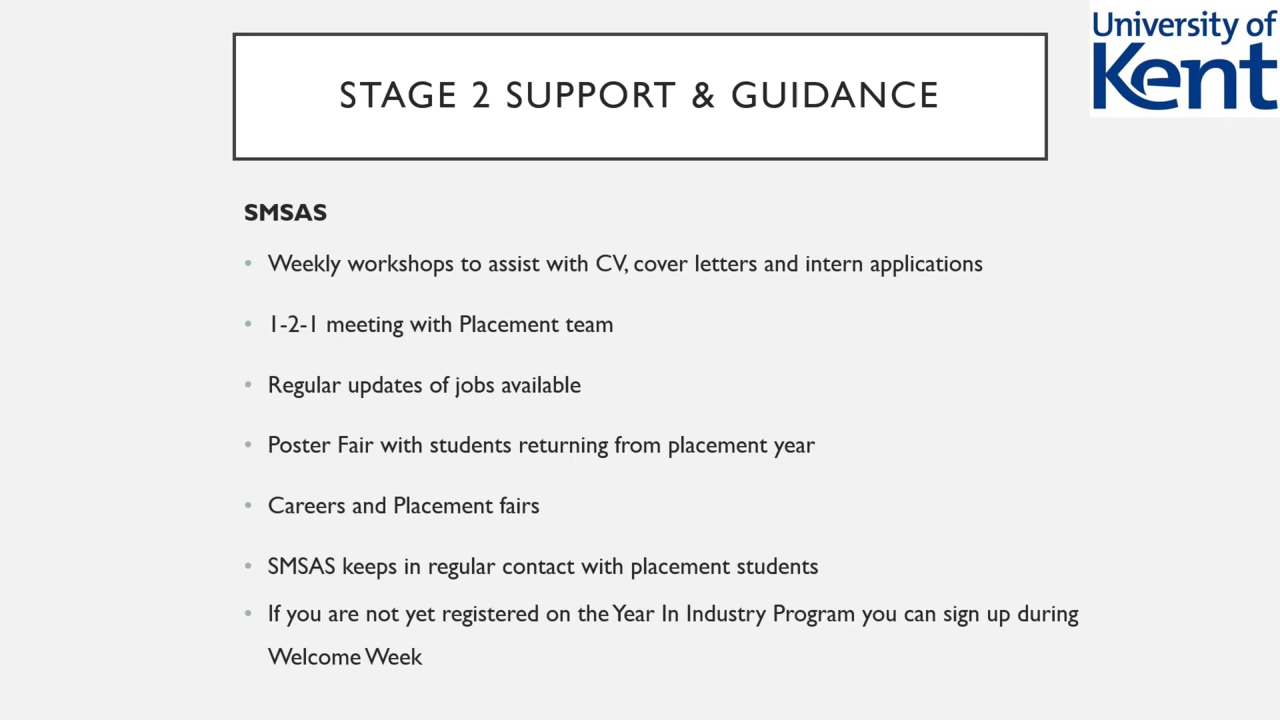 University of
Kent
STAGE 2 SUPPORT & GUIDANCE
SMSAS
• Weekly workshops to assist with CV, cover letters and intern applications
• 1-2-1 meeting with Placement team
• Regular updates of jobs available
• Poster Fair with students returning from placement year
• Careers and Placement fairs
• SMSAS keeps in regular contact with placement students
• If you are not yet registered on the Year In Industry Program you can sign up during
Welcome Week